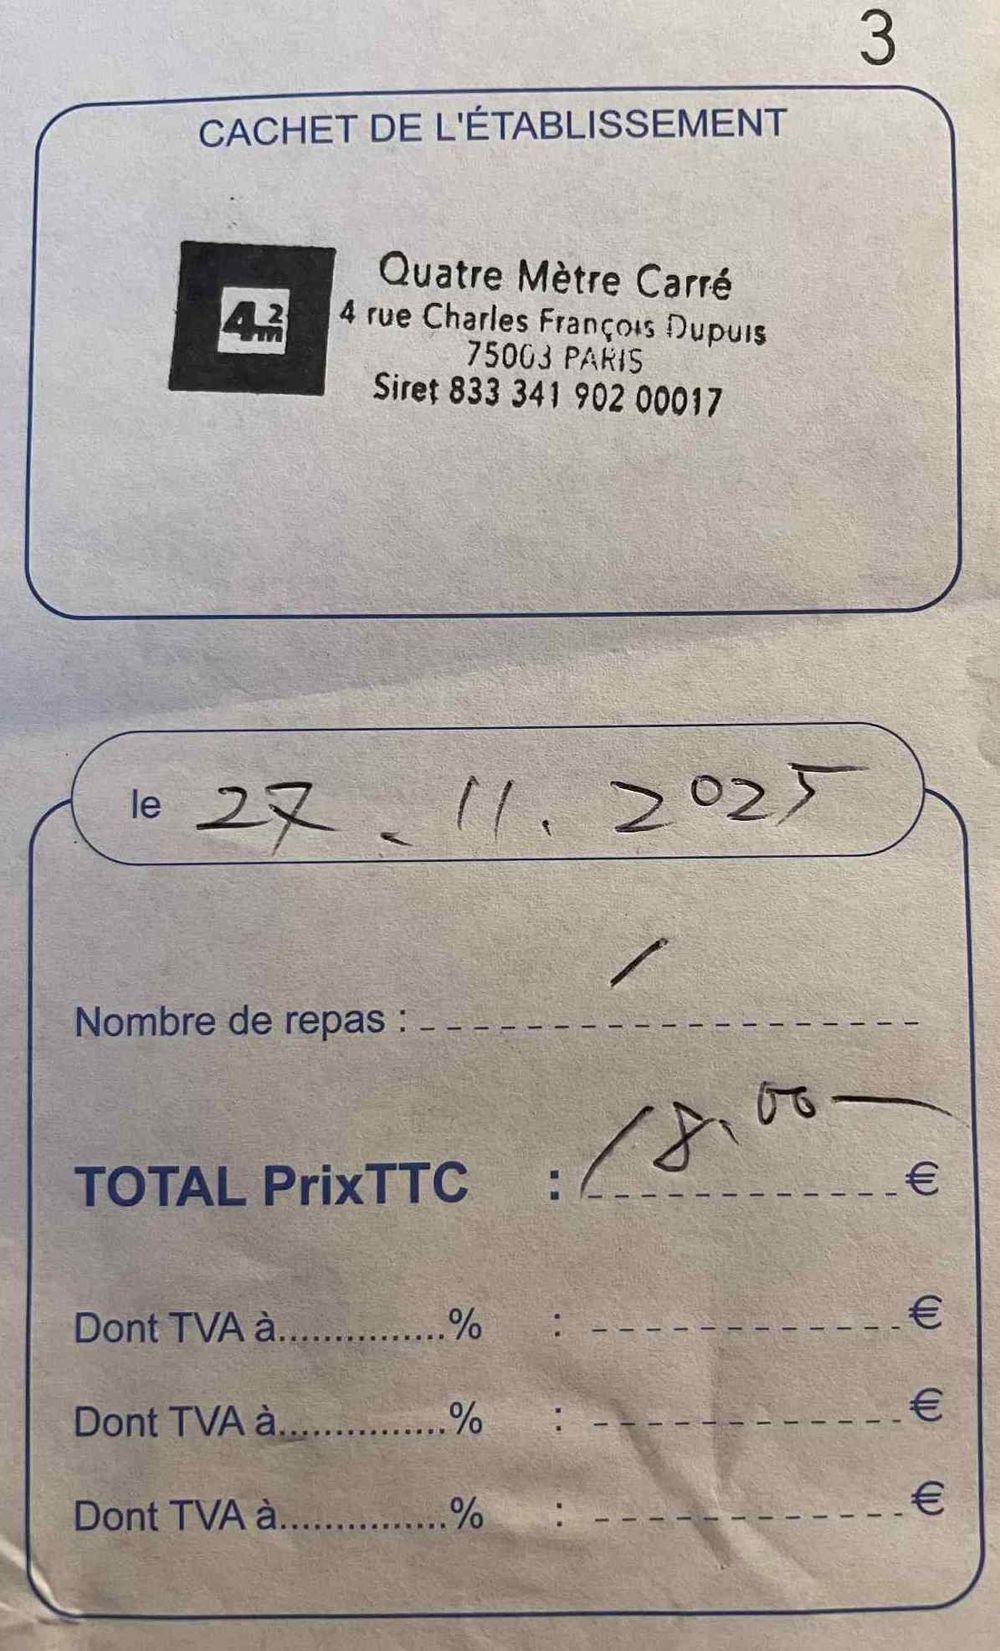 3
CACHET DE L'ÉTABLISSEMENT
4m2
Quatre Mètre Carré
4 rue Charles François Dupuis
75003 PARIS
Siret 833 341 902 00017
le 27.11.2025
Nombre de repas : 1
TOTAL PrixTTC : 18.00 €
Dont TVA à...............% : €
Dont TVA à...............% : €
Dont TVA à...............% : €